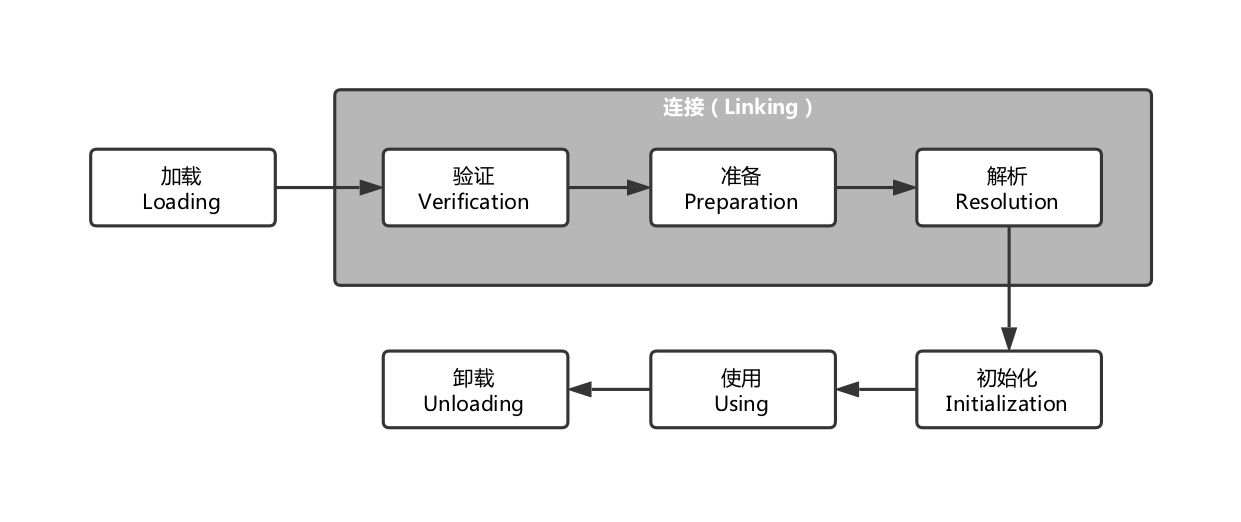 连接（Linking）
加载
Loading
验证
Verification
准备
Preparation
解析
Resolution
卸载
Unloading
使用
Using
初始化
Initialization